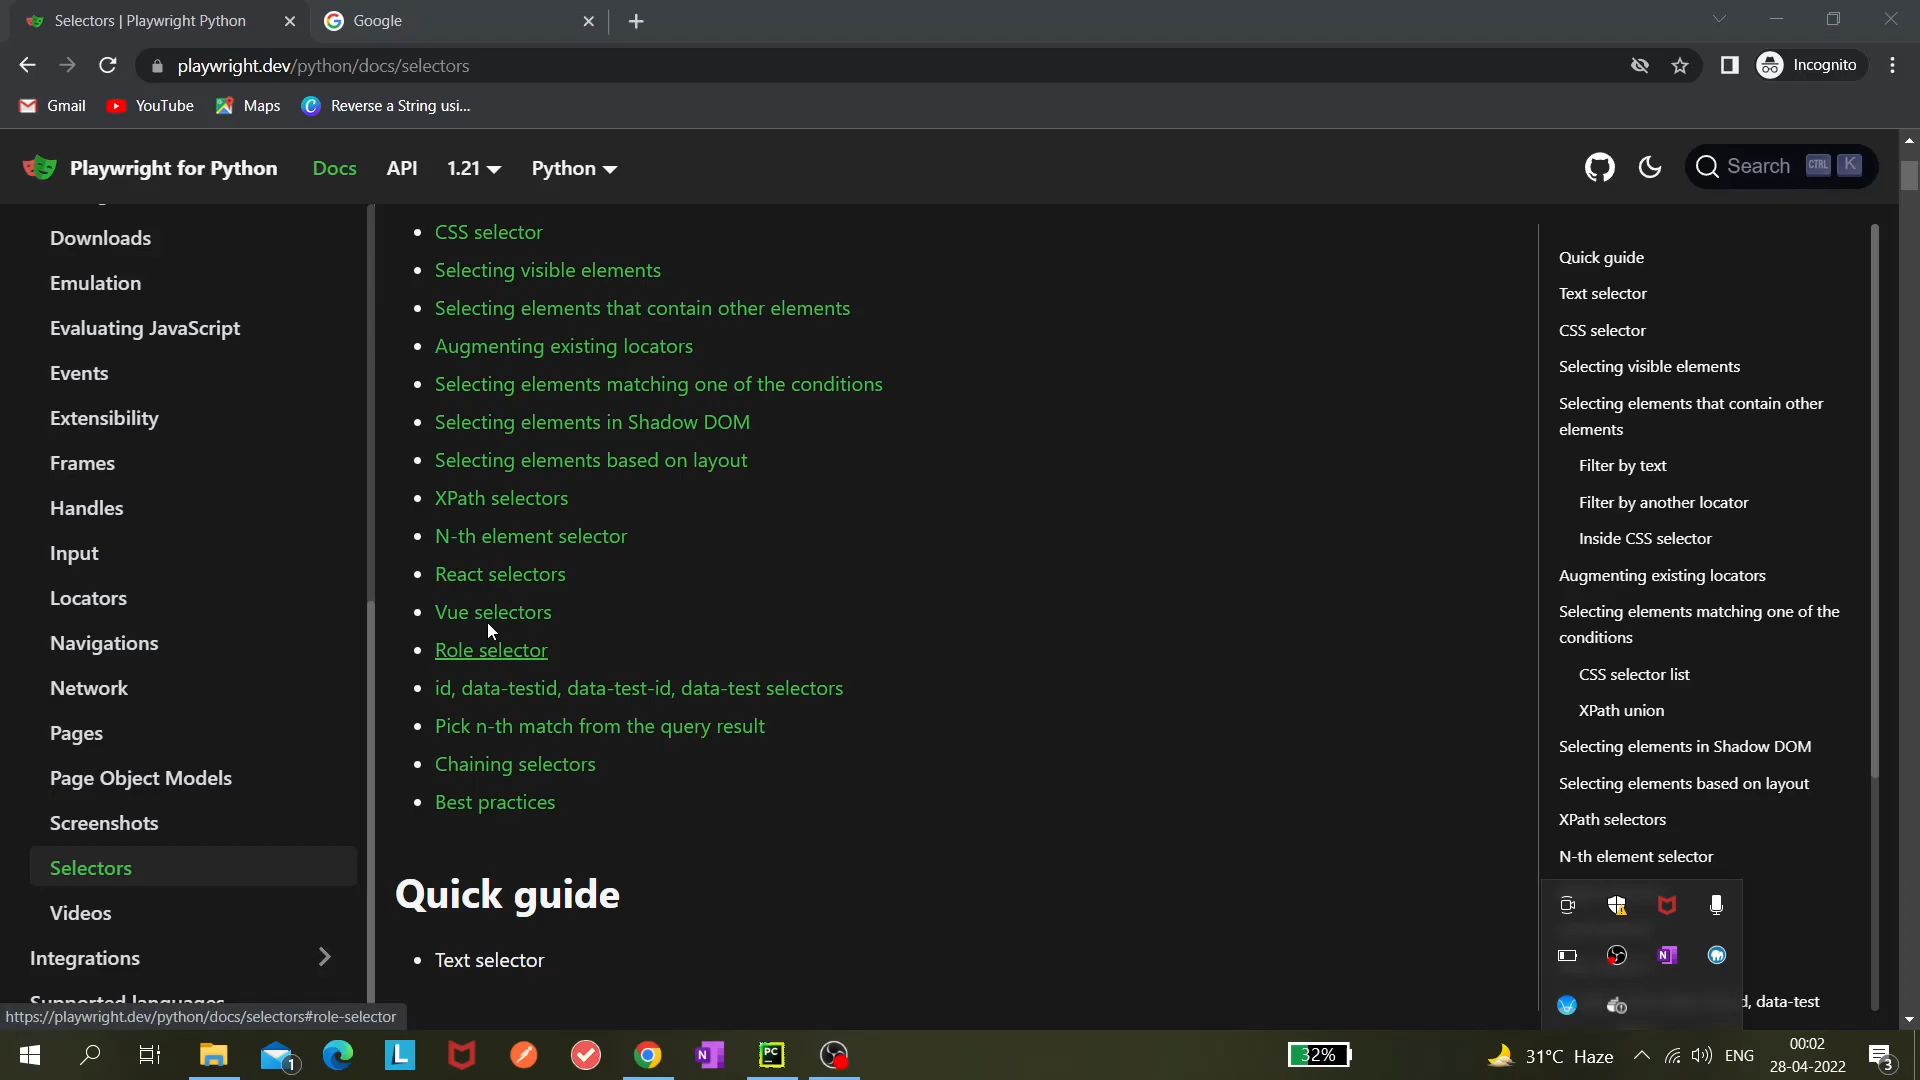 Selectors | Playwright Python
Google
playwright.dev/python/docs/selectors
Incognito
Gmail
YouTube
Maps
Reverse a String usi...
Playwright for Python
Docs
API
1.21
Python
Search
CTRL
K
Downloads
Emulation
Evaluating JavaScript
Events
Extensibility
Frames
Handles
Input
Locators
Navigations
Network
Pages
Page Object Models
Screenshots
Selectors
Videos
Integrations
CSS selector
Selecting visible elements
Selecting elements that contain other elements
Augmenting existing locators
Selecting elements matching one of the conditions
Selecting elements in Shadow DOM
Selecting elements based on layout
XPath selectors
N-th element selector
React selectors
Vue selectors
Role selector
id, data-testid, data-test-id, data-test selectors
Pick n-th match from the query result
Chaining selectors
Best practices
Quick guide
Text selector
Quick guide
Text selector
CSS selector
Selecting visible elements
Selecting elements that contain other
elements
Filter by text
Filter by another locator
Inside CSS selector
Augmenting existing locators
Selecting elements matching one of the
conditions
CSS selector list
XPath union
Selecting elements in Shadow DOM
Selecting elements based on layout
XPath selectors
N-th element selector
d, data-test
https://playwright.dev/python/docs/selectors#role-selector
1
L
N
PC
32%
31°C Haze
ENG
00:02
28-04-2022
3